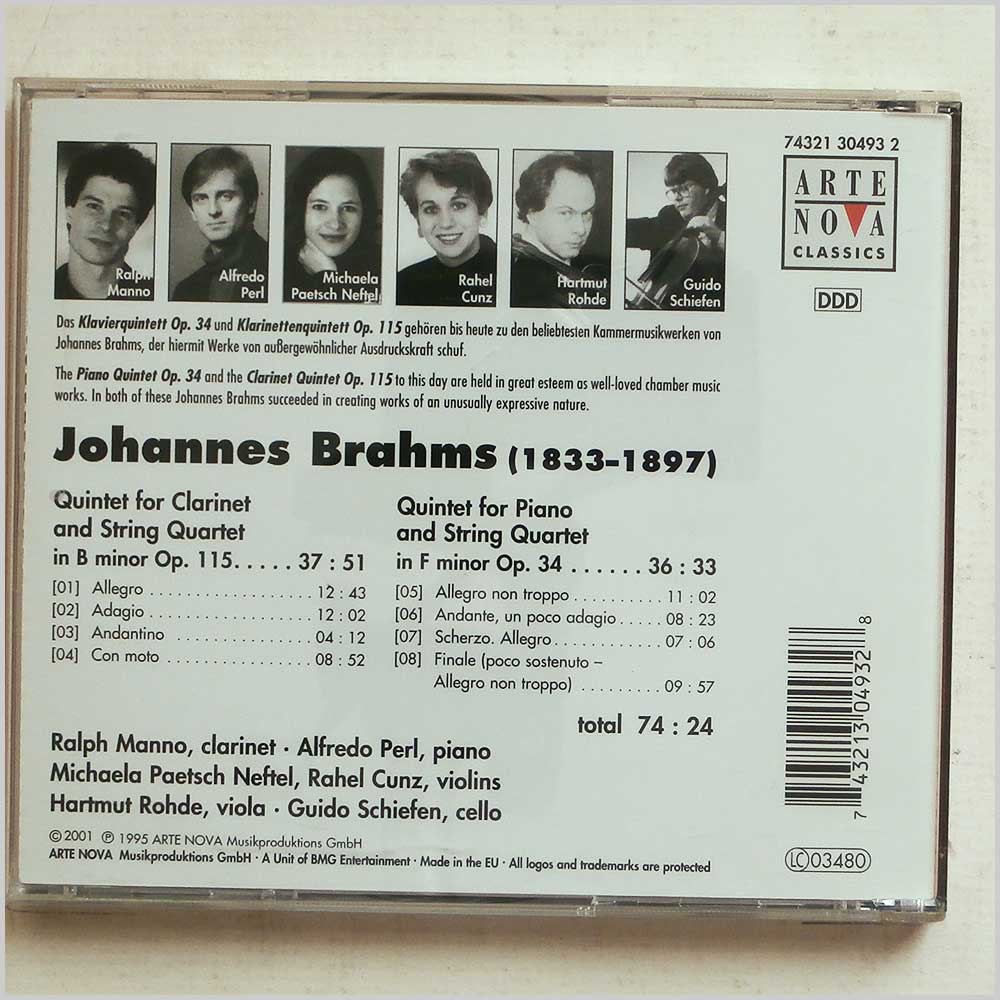 74321 30493 2
ARTE
NOVA
CLASSICS
DDD
Ralph
Manno
Alfredo
Perl
Michaela
Paetsch Neftel
Rahel
Cunz
Hartmut
Rohde
Guido
Schiefen
Das Klavierquintett Op. 34 und Klarinettenquintett Op. 115 gehören bis heute zu den beliebtesten Kammermusikwerken von
Johannes Brahms, der hiermit Werke von außergewöhnlicher Ausdruckskraft schuf.
The Piano Quintet Op. 34 and the Clarinet Quintet Op. 115 to this day are held in great esteem as well-loved chamber music
works. In both of these Johannes Brahms succeeded in creating works of an unusually expressive nature.
Johannes Brahms (1833–1897)
Quintet for Clarinet
and String Quartet
in B minor Op. 115..... 37 : 51
[01] Allegro .................. 12 : 43
[02] Adagio .................. 12 : 02
[03] Andantino ............... 04 : 12
[04] Con moto ................ 08 : 52
Quintet for Piano
and String Quartet
in F minor Op. 34 ...... 36 : 33
[05] Allegro non troppo .......... 11 : 02
[06] Andante, un poco adagio ..... 08 : 23
[07] Scherzo. Allegro ............ 07 : 06
[08] Finale (poco sostenuto –
Allegro non troppo) ......... 09 : 57
total 74 : 24
Ralph Manno, clarinet · Alfredo Perl, piano
Michaela Paetsch Neftel, Rahel Cunz, violins
Hartmut Rohde, viola · Guido Schiefen, cello
© 2001 ℗ 1995 ARTE NOVA Musikproduktions GmbH
ARTE NOVA Musikproduktions GmbH · A Unit of BMG Entertainment · Made in the EU · All logos and trademarks are protected
7 43213 04932 8
LC 03480